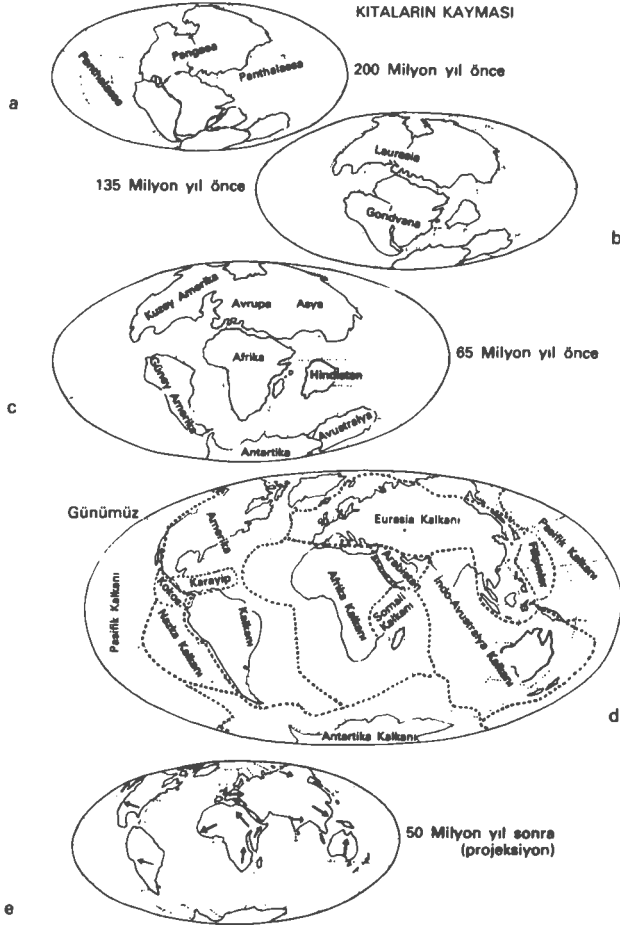 KITALARIN KAYMASI
Pangaea
Panthalassa
Panthalassa
200 Milyon yıl önce
a
Laurasia
135 Milyon yıl önce
Gondvana
b
Kuzey Amerika
Avrupa
Asya
Afrika
65 Milyon yıl önce
Hindistan
Güney Amerika
c
Avustralya
Antartika
Günümüz
Amerika
Eurasia Kalkanı
Pasifik Kalkanı
Filipinler
Arabistan
Karayip
Kokos
Pasifik Kalkanı
Nazka Kalkanı
Kalkanı
Afrika Kalkanı
Somali
Kalkanı
Indo-Avustralya Kalkanı
d
Antartika Kalkanı
50 Milyon yıl sonra
(projeksiyon)
e